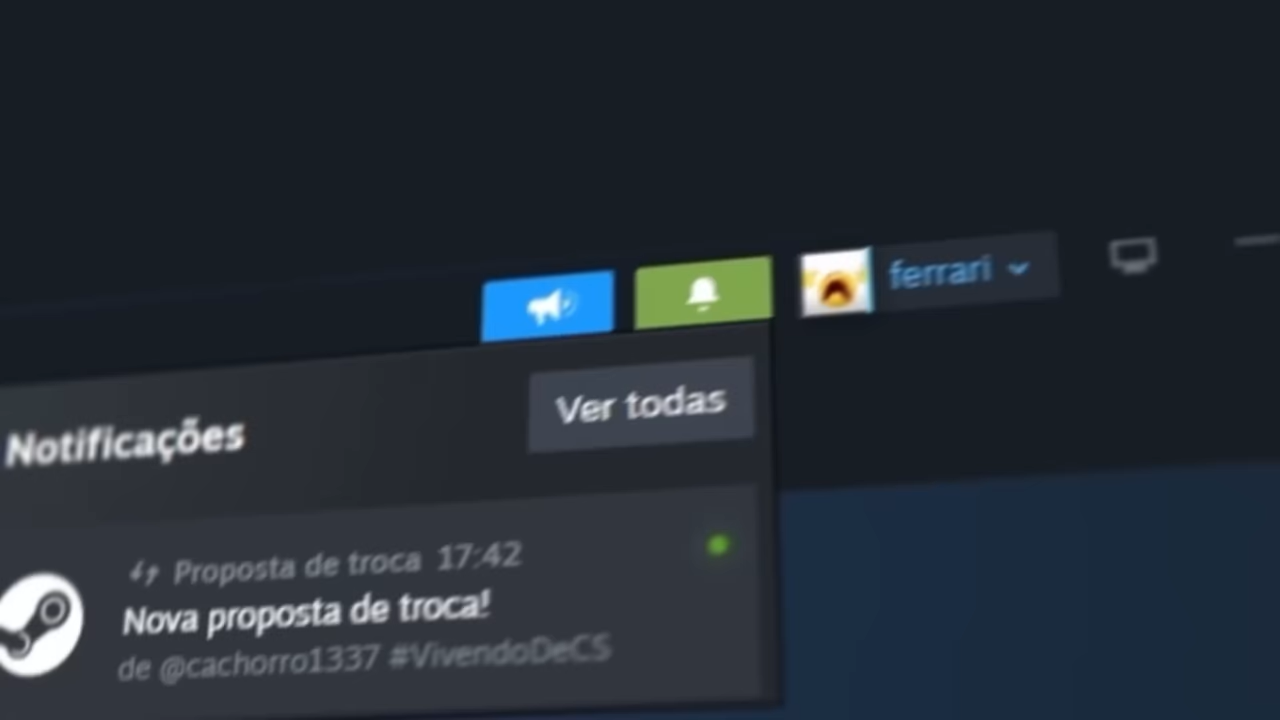 ferrari
Notificações
Ver todas
Proposta de troca 17:42
Nova proposta de troca!
de @cachorro1337 #VivendoDeCS